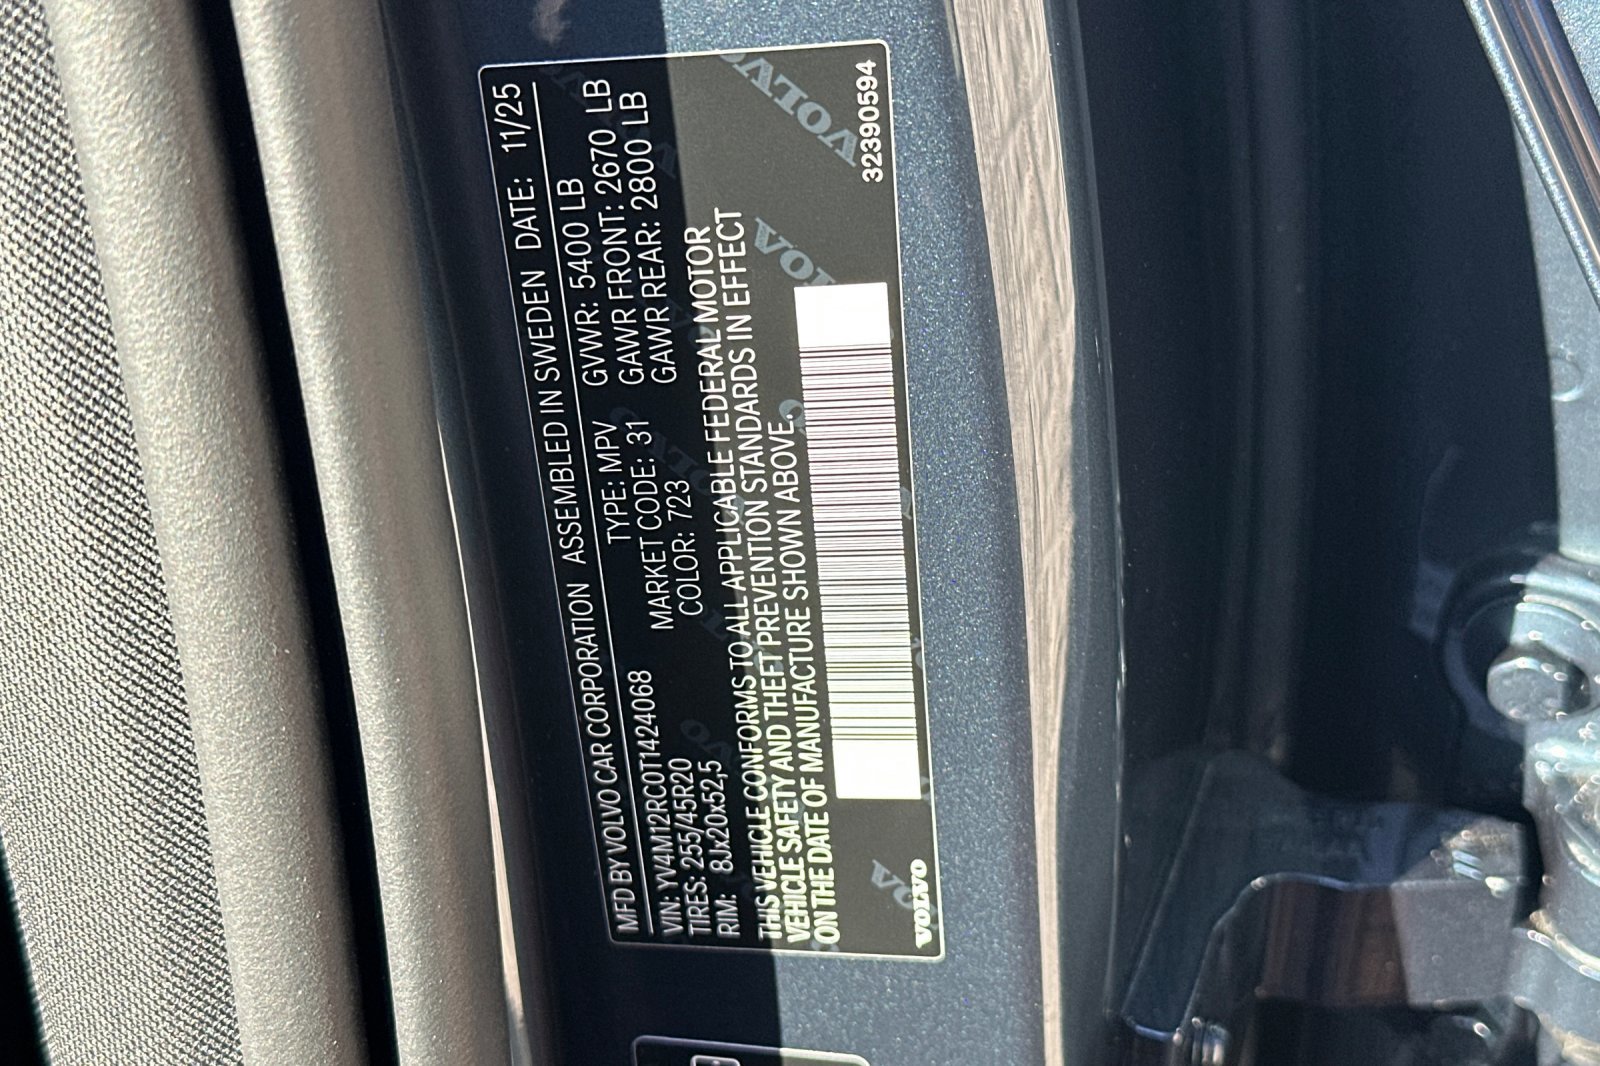 MFD BY VOLVO CAR CORPORATION ASSEMBLED IN SWEDEN DATE: 11/25
VIN: YV4M12RC0T1424068 TYPE: MPV GVWR: 5400 LB
TIRES: 255/45R20 MARKET CODE: 31 GAWR FRONT: 2670 LB
RIM: 8Jx20x52,5 COLOR: 723 GAWR REAR: 2800 LB
THIS VEHICLE CONFORMS TO ALL APPLICABLE FEDERAL MOTOR
VEHICLE SAFETY AND THEFT PREVENTION STANDARDS IN EFFECT
ON THE DATE OF MANUFACTURE SHOWN ABOVE.
VOLVO 32390594